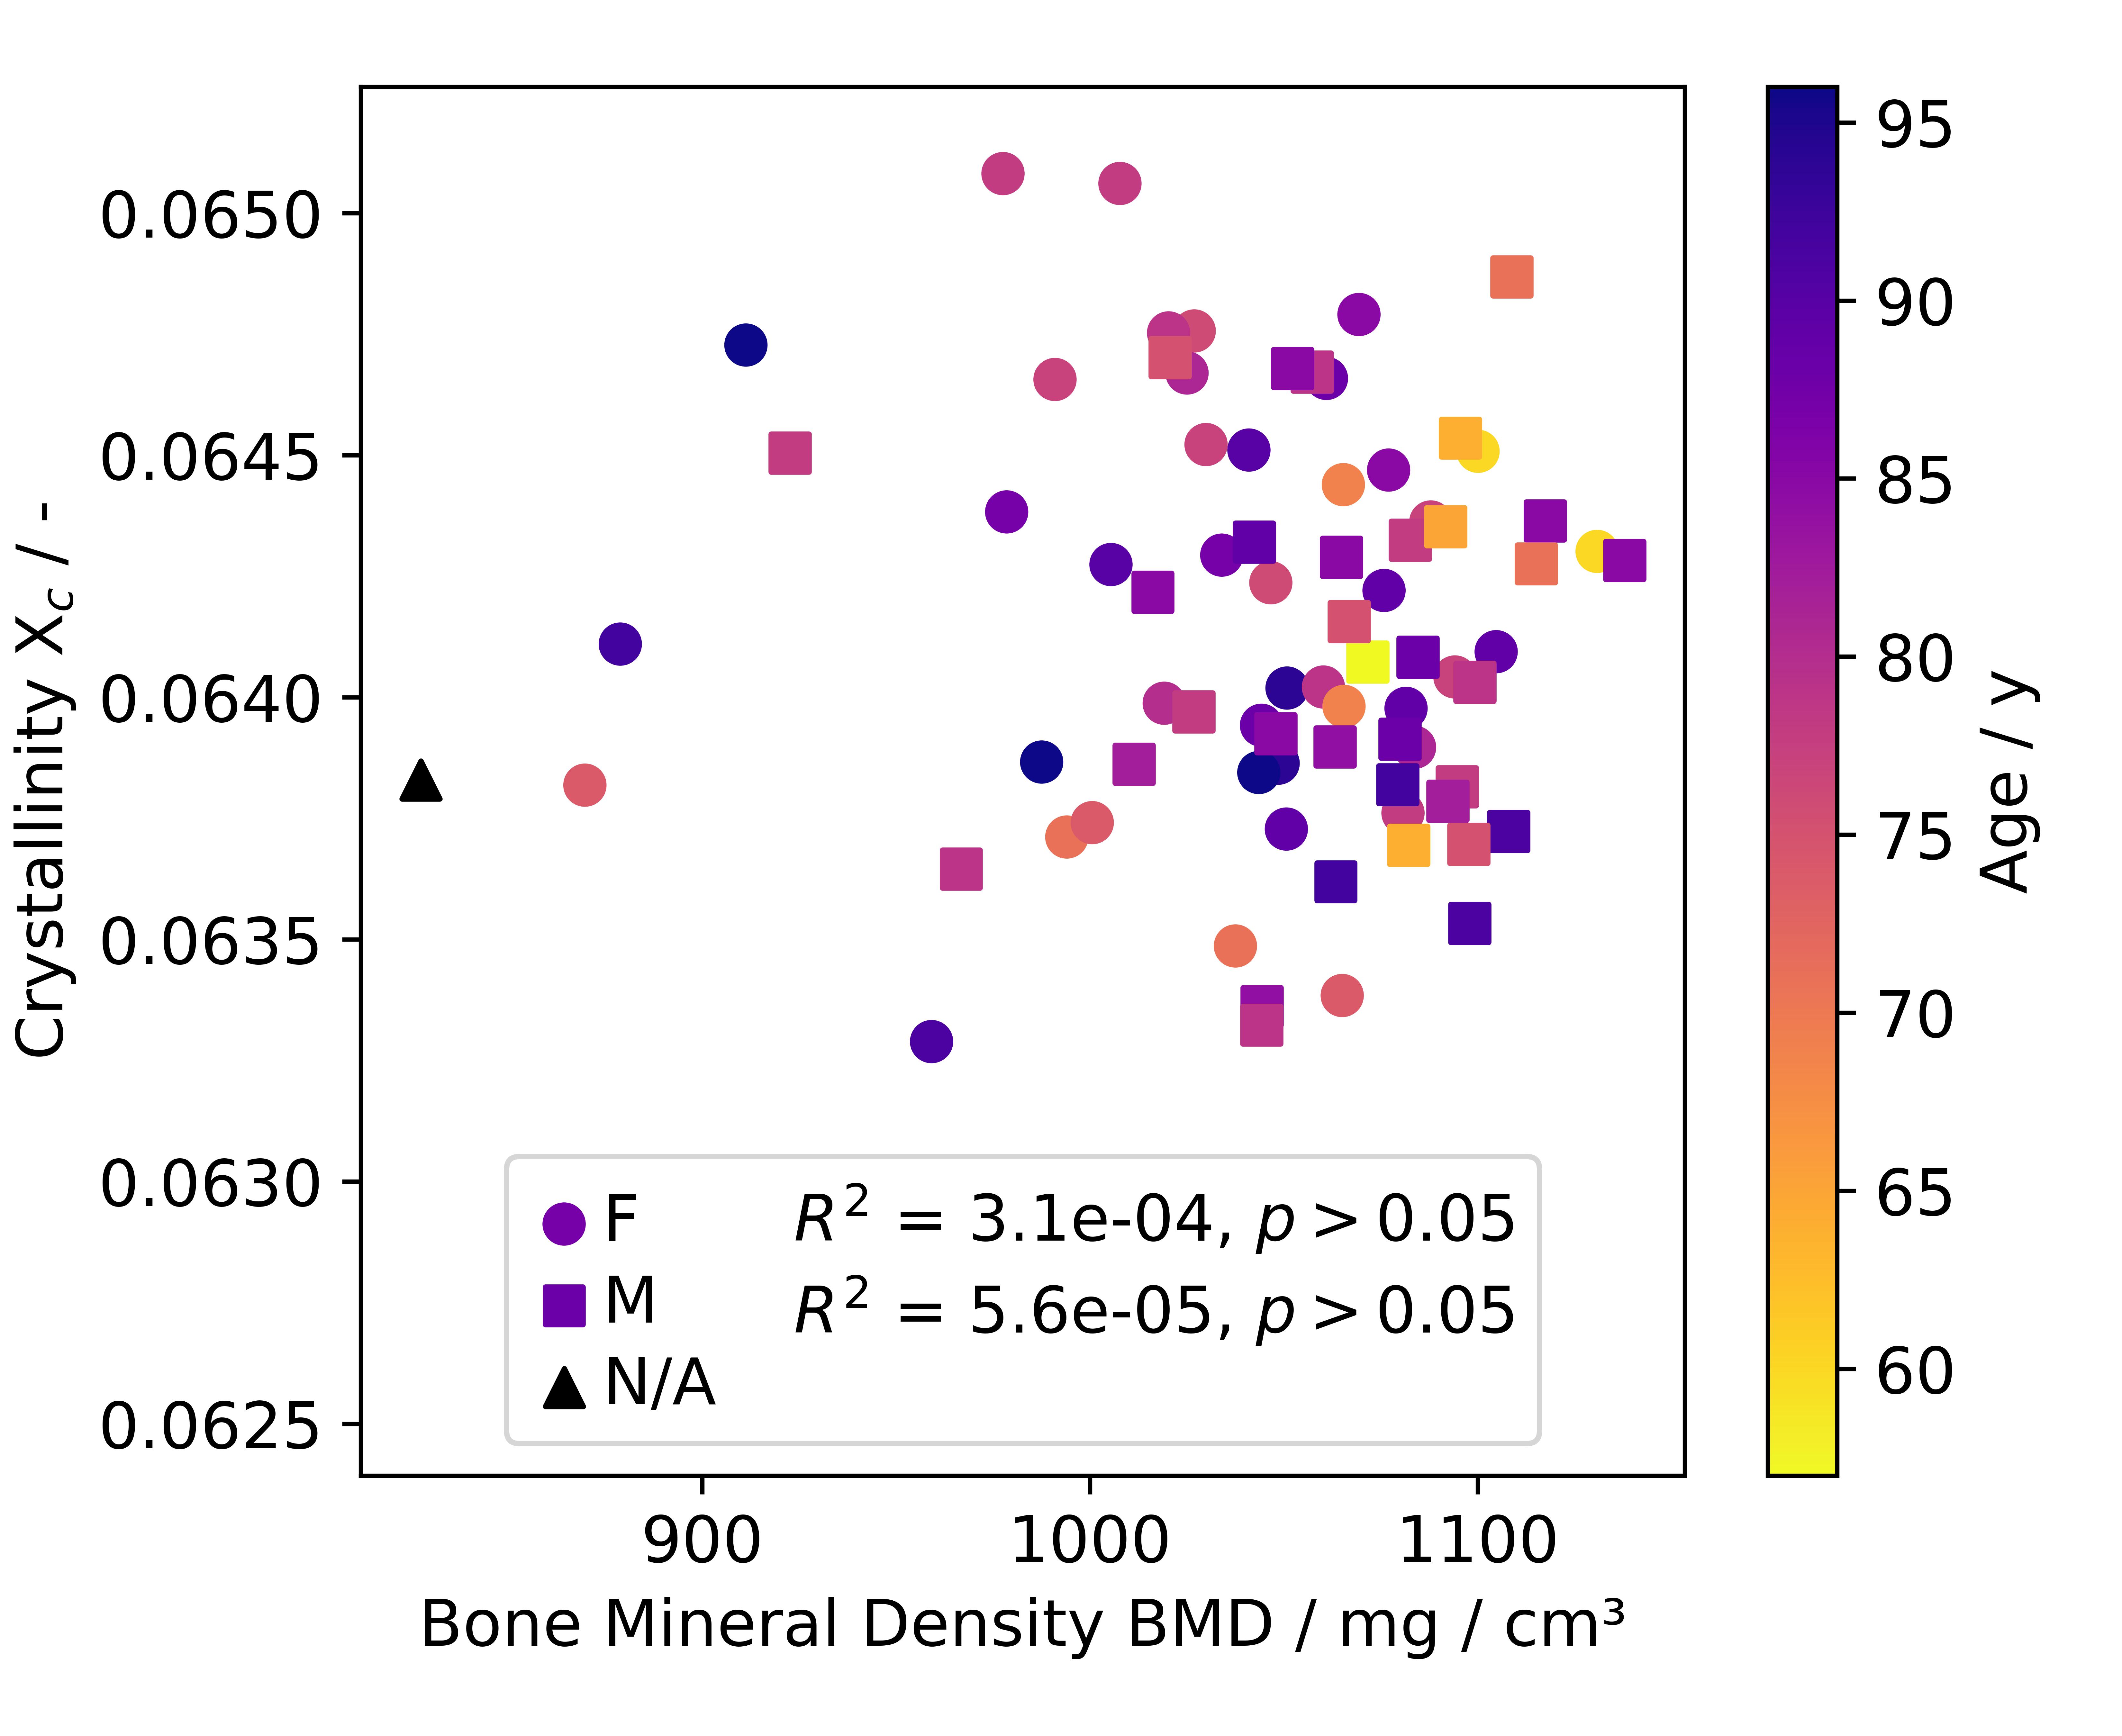 Crystallinity Xc / -
0.0650
0.0645
0.0640
0.0635
0.0630
0.0625
F R² = 3.1e-04, p > 0.05
M R² = 5.6e-05, p > 0.05
N/A
900 1000 1100
Bone Mineral Density BMD / mg / cm³
95
90
85
80
75
70
65
60
Age / y